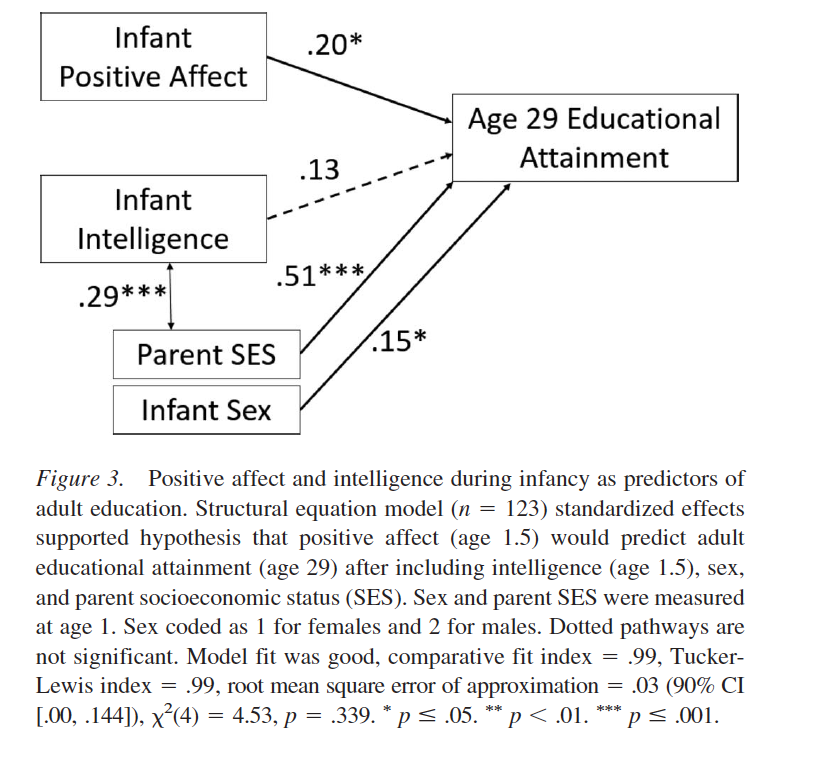 Infant
Positive Affect
.20*
Age 29 Educational
Attainment
.13
Infant
Intelligence
.51***
.29***
.15*
Parent SES
Infant Sex
Figure 3. Positive affect and intelligence during infancy as predictors of
adult education. Structural equation model (n = 123) standardized effects
supported hypothesis that positive affect (age 1.5) would predict adult
educational attainment (age 29) after including intelligence (age 1.5), sex,
and parent socioeconomic status (SES). Sex and parent SES were measured
at age 1. Sex coded as 1 for females and 2 for males. Dotted pathways are
not significant. Model fit was good, comparative fit index = .99, Tucker-
Lewis index = .99, root mean square error of approximation = .03 (90% CI
[.00, .144]), χ²(4) = 4.53, p = .339. * p ≤ .05. ** p < .01. *** p ≤ .001.